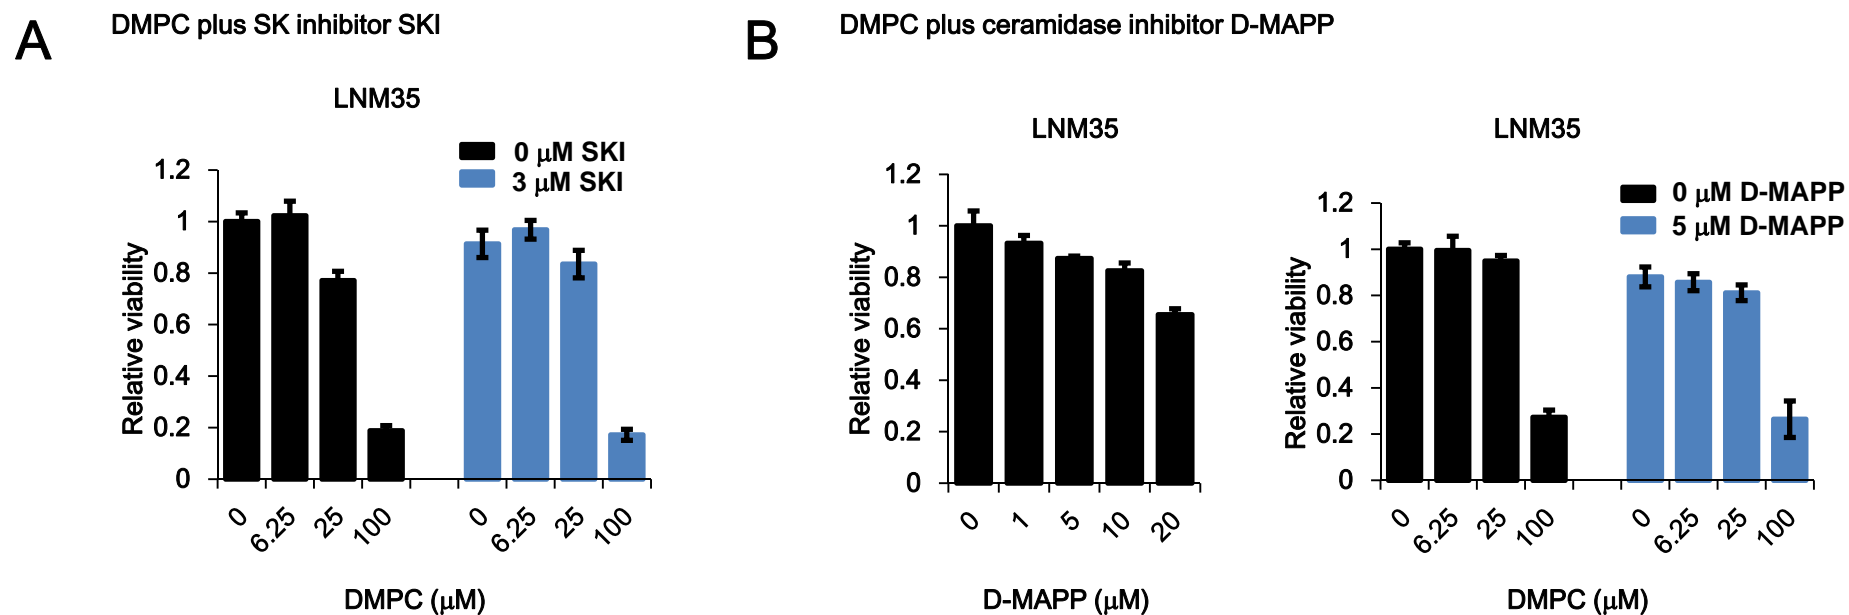 A
DMPC plus SK inhibitor SKI
LNM35
0 μM SKI
3 μM SKI
Relative viability
1.2
1
0.8
0.6
0.4
0.2
0
0 6.25 25 100 0 6.25 25 100
DMPC (μM)
B
DMPC plus ceramidase inhibitor D-MAPP
LNM35
Relative viability
1.2
1
0.8
0.6
0.4
0.2
0
0 1 5 10 20
D-MAPP (μM)
LNM35
0 μM D-MAPP
5 μM D-MAPP
Relative viability
1.2
1
0.8
0.6
0.4
0.2
0
0 6.25 25 100 0 6.25 25 100
DMPC (μM)